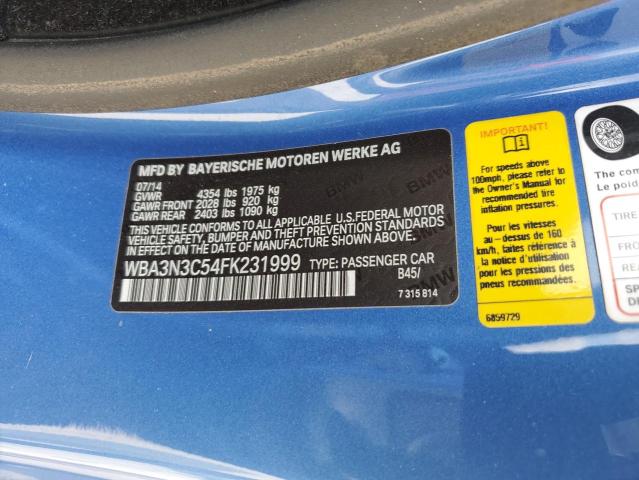 MFD BY BAYERISCHE MOTOREN WERKE AG
07/14
GVWR 4354 lbs 1975 kg
GAWR FRONT 2028 lbs 920 kg
GAWR REAR 2403 lbs 1090 kg
THIS VEHICLE CONFORMS TO ALL APPLICABLE U.S.FEDERAL MOTOR
VEHICLE SAFETY, BUMPER AND THEFT PREVENTION STANDARDS
IN EFFECT ON THE DATE OF MANUFACTURE SHOWN ABOVE.
WBA3N3C54FK231999 TYPE: PASSENGER CAR
B45/
7 315 814
BMW
BMW
IMPORTANT!
For speeds above
100mph, please refer to
the Owner's Manual for
recommended tire
inflation pressures.
Pour les vitesses
au - dessus de 160
km/h, faites référence à
la notice d'utilisation
pour les pressions des
pneus recommandées.
6859729
The
Le poi
TIRE
SP